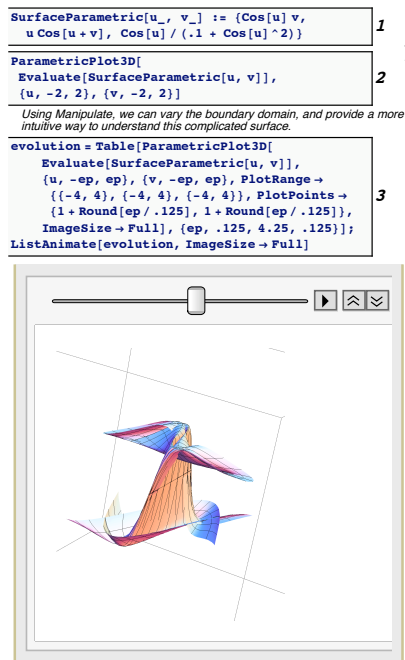 SurfaceParametric[u_, v_] := {Cos[u] v,
u Cos[u + v], Cos[u] / (.1 + Cos[u] ^ 2)}
1
ParametricPlot3D[
Evaluate[SurfaceParametric[u, v]],
{u, -2, 2}, {v, -2, 2}]
2
Using Manipulate, we can vary the boundary domain, and provide a more
intuitive way to understand this complicated surface.
evolution = Table[ParametricPlot3D[
Evaluate[SurfaceParametric[u, v]],
{u, -ep, ep}, {v, -ep, ep}, PlotRange →
{{-4, 4}, {-4, 4}, {-4, 4}}, PlotPoints →
{1 + Round[ep / .125], 1 + Round[ep / .125]},
ImageSize → Full], {ep, .125, 4.25, .125}];
ListAnimate[evolution, ImageSize → Full]
3